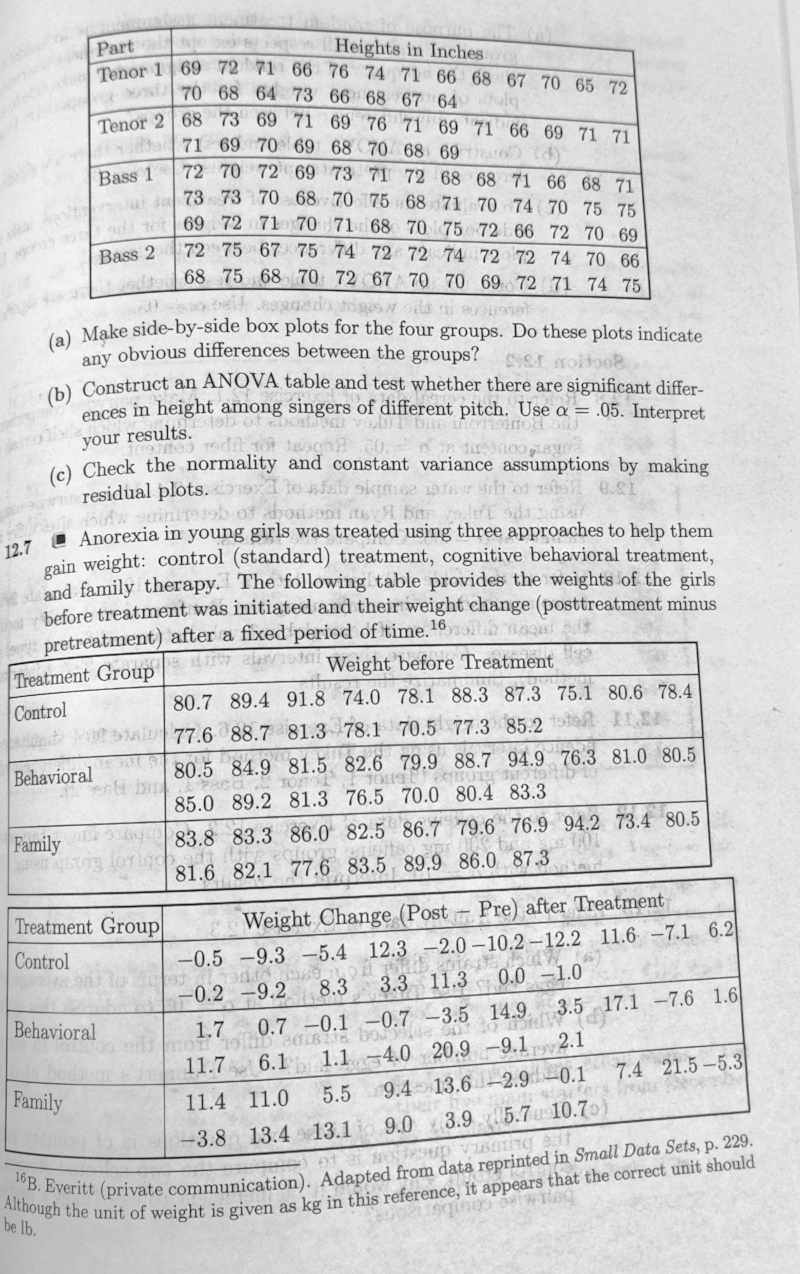 Part Heights in Inches
Tenor 1 69 72 71 66 76 74 71 66 68 67 70 65 72
70 68 64 73 66 68 67 64
Tenor 2 68 73 69 71 69 76 71 69 71 66 69 71 71
71 69 70 69 68 70 68 69
Bass 1 72 70 72 69 73 71 72 68 68 71 66 68 71
73 73 70 68 70 75 68 71 70 74 70 75 75
69 72 71 70 71 68 70 75 72 66 72 70 69
Bass 2 72 75 67 75 74 72 72 74 72 72 74 70 66
68 75 68 70 72 67 70 70 69 72 71 74 75
(a) Make side-by-side box plots for the four groups. Do these plots indicate
any obvious differences between the groups?
(b) Construct an ANOVA table and test whether there are significant differ-
ences in height among singers of different pitch. Use α = .05. Interpret
your results.
(c) Check the normality and constant variance assumptions by making
residual plots.
12.7 Anorexia in young girls was treated using three approaches to help them
gain weight: control (standard) treatment, cognitive behavioral treatment,
and family therapy. The following table provides the weights of the girls
before treatment was initiated and their weight change (posttreatment minus
pretreatment) after a fixed period of time.16
Treatment Group Weight before Treatment
Control 80.7 89.4 91.8 74.0 78.1 88.3 87.3 75.1 80.6 78.4
77.6 88.7 81.3 78.1 70.5 77.3 85.2
Behavioral 80.5 84.9 81.5 82.6 79.9 88.7 94.9 76.3 81.0 80.5
85.0 89.2 81.3 76.5 70.0 80.4 83.3
Family 83.8 83.3 86.0 82.5 86.7 79.6 76.9 94.2 73.4 80.5
81.6 82.1 77.6 83.5 89.9 86.0 87.3
Treatment Group Weight Change (Post − Pre) after Treatment
Control −0.5 −9.3 −5.4 12.3 −2.0 −10.2 −12.2 11.6 −7.1 6.2
−0.2 −9.2 8.3 3.3 11.3 0.0 −1.0
Behavioral 1.7 0.7 −0.1 −0.7 −3.5 14.9 3.5 17.1 −7.6 1.6
11.7 6.1 1.1 −4.0 20.9 −9.1 2.1
Family 11.4 11.0 5.5 9.4 13.6 −2.9 −0.1 7.4 21.5 −5.3
−3.8 13.4 13.1 9.0 3.9 5.7 10.7
16B. Everitt (private communication). Adapted from data reprinted in Small Data Sets, p. 229.
Although the unit of weight is given as kg in this reference, it appears that the correct unit should
be lb.